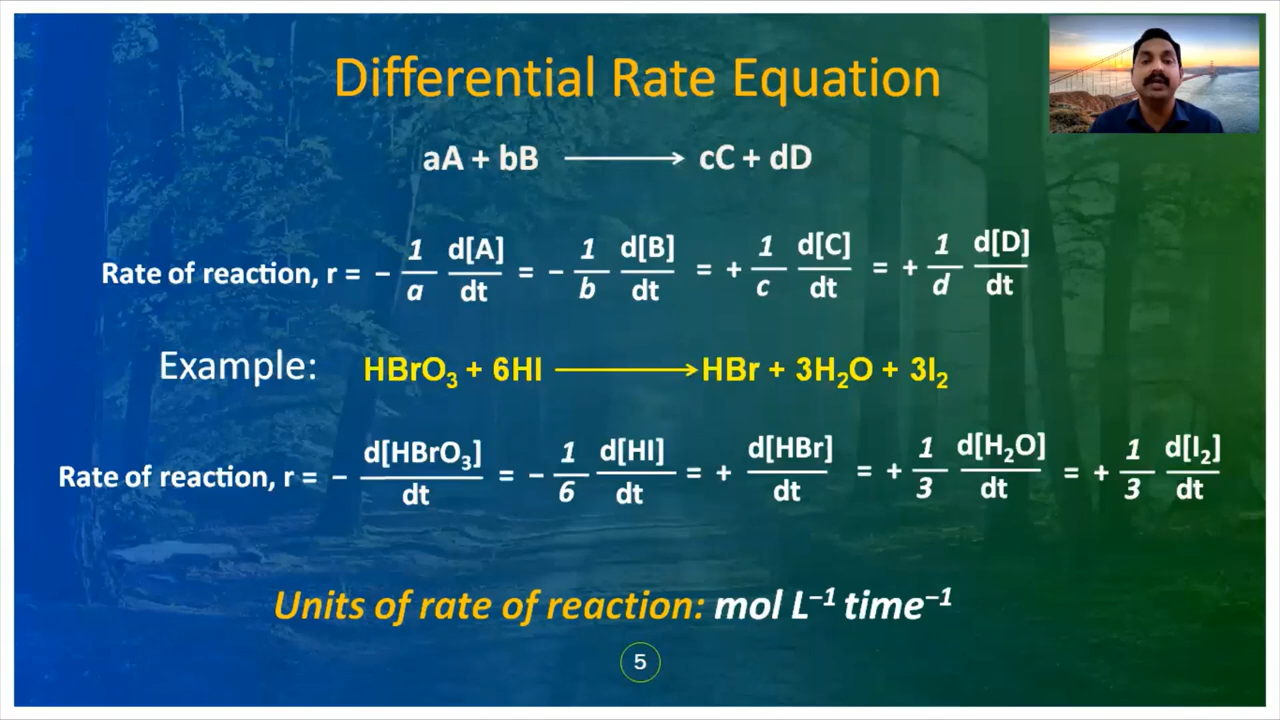 Differential Rate Equation
aA + bB ⟶ cC + dD
Rate of reaction, r = − 1/a d[A]/dt = − 1/b d[B]/dt = + 1/c d[C]/dt = + 1/d d[D]/dt
Example: HBrO₃ + 6HI ⟶ HBr + 3H₂O + 3I₂
Rate of reaction, r = − d[HBrO₃]/dt = − 1/6 d[HI]/dt = + d[HBr]/dt = + 1/3 d[H₂O]/dt = + 1/3 d[I₂]/dt
Units of rate of reaction: mol L⁻¹ time⁻¹
5